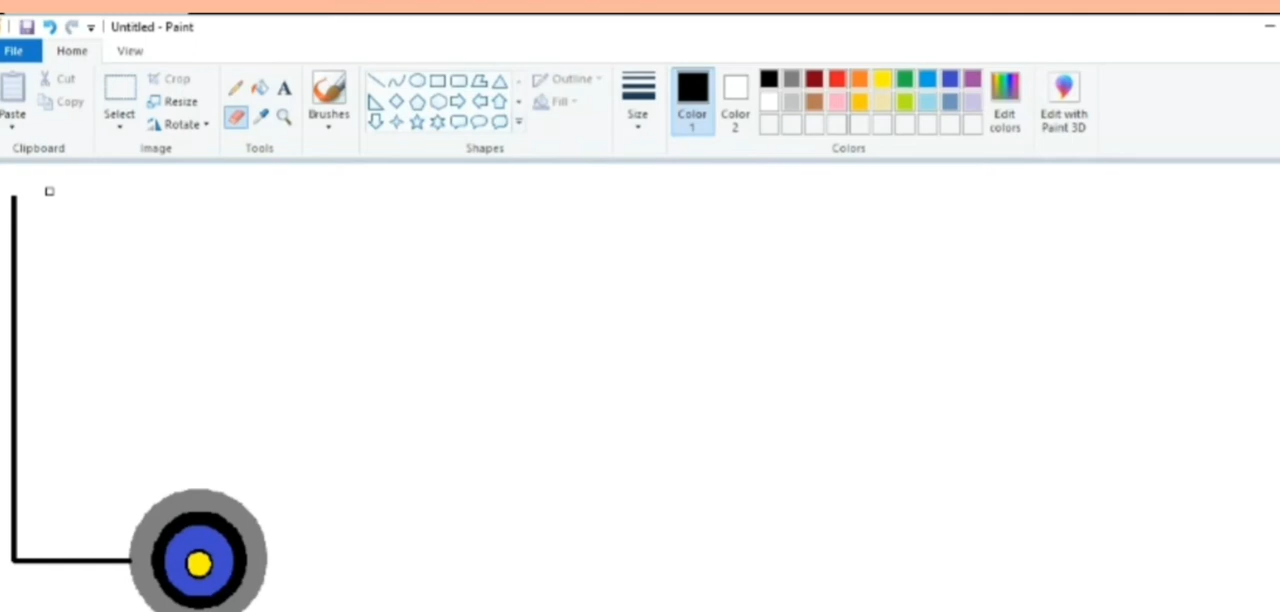 Untitled - Paint
File Home View
Cut
Copy
Paste
Clipboard
Select
Crop
Resize
Rotate
Image
A
Tools
Brushes
Outline
Fill
Shapes
Size
Color 1
Color 2
Edit colors
Edit with Paint 3D
Colors